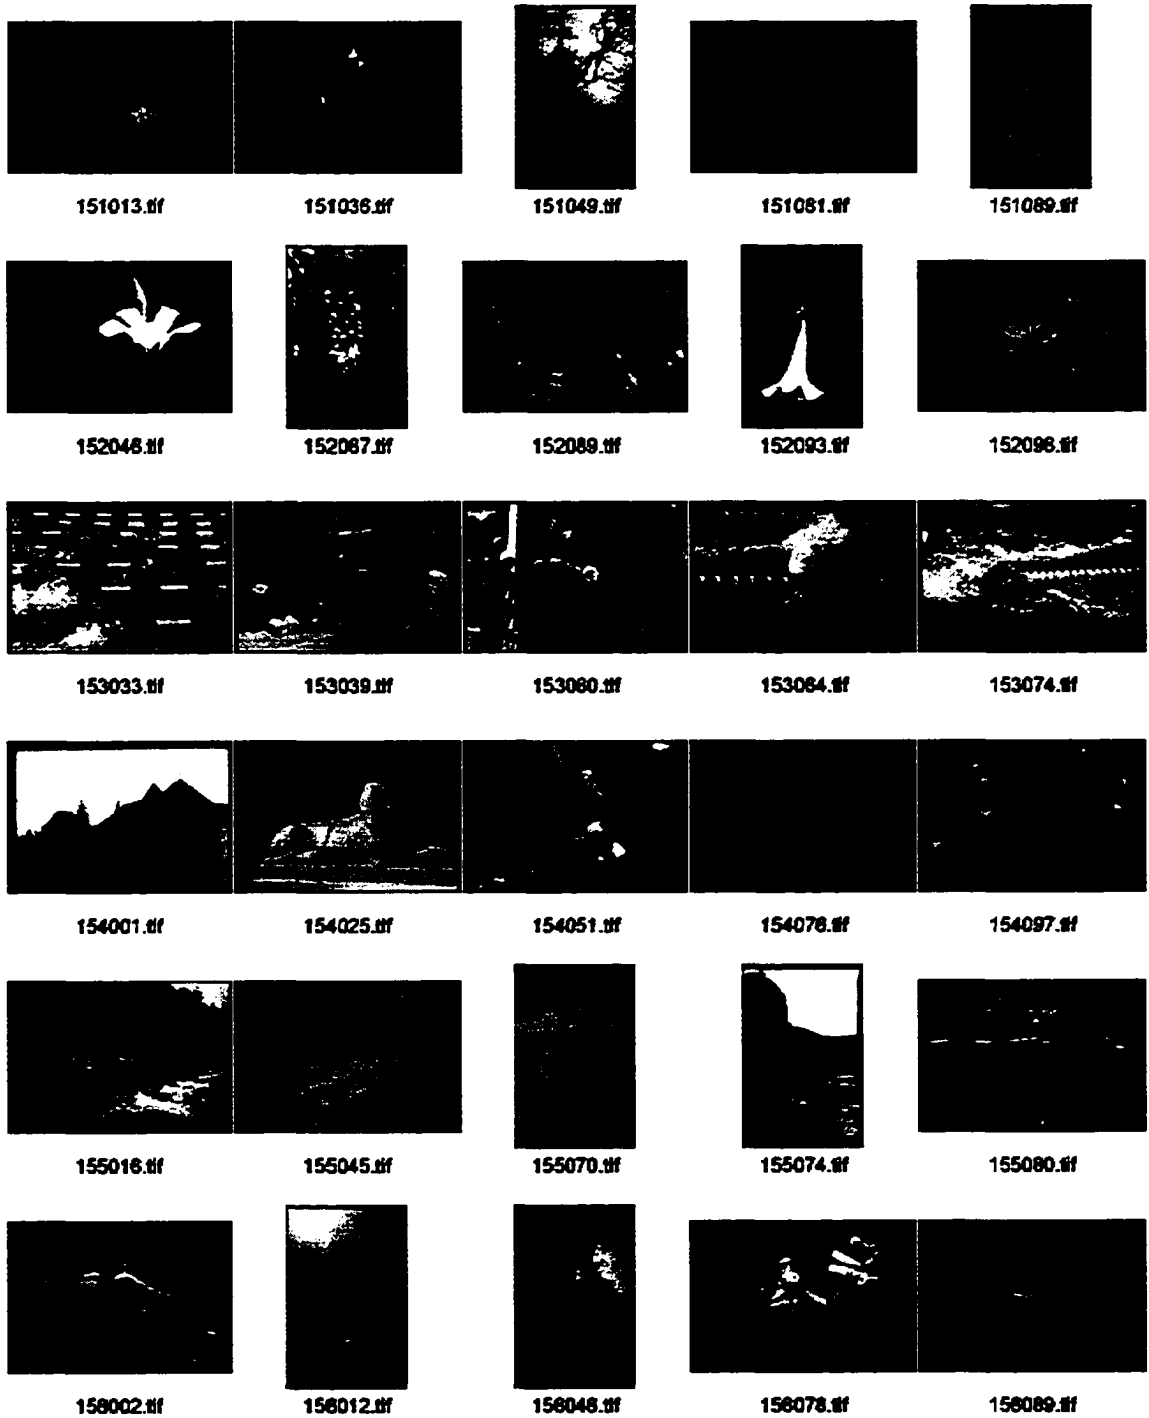 151013.tif 151036.tif 151049.tif 151081.tif 151089.tif
152046.tif 152067.tif 152089.tif 152093.tif 152098.tif
153033.tif 153039.tif 153060.tif 153064.tif 153074.tif
154001.tif 154025.tif 154051.tif 154076.tif 154097.tif
155016.tif 155045.tif 155070.tif 155074.tif 155080.tif
156002.tif 156012.tif 156046.tif 156078.tif 156089.tif